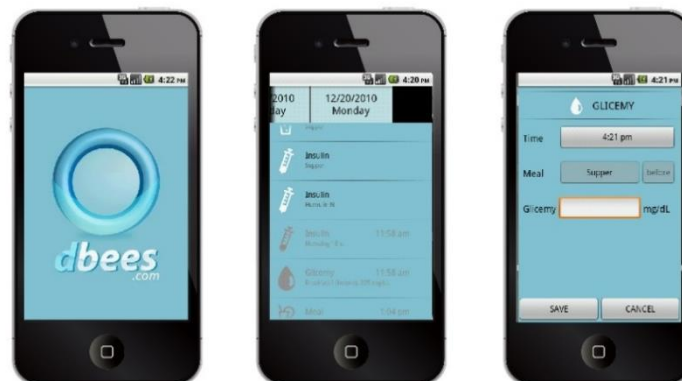 4:22 PM
dbees
.com
4:20 PM
2010
day
12/20/2010
Monday
Insulin
Insulin
Insulin 11:58 am
Glicemy 11:58 am
Meal 1:04 pm
4:21 PM
GLICEMY
Time 4:21 pm
Meal Supper before
Glicemy mg/dL
SAVE CANCEL